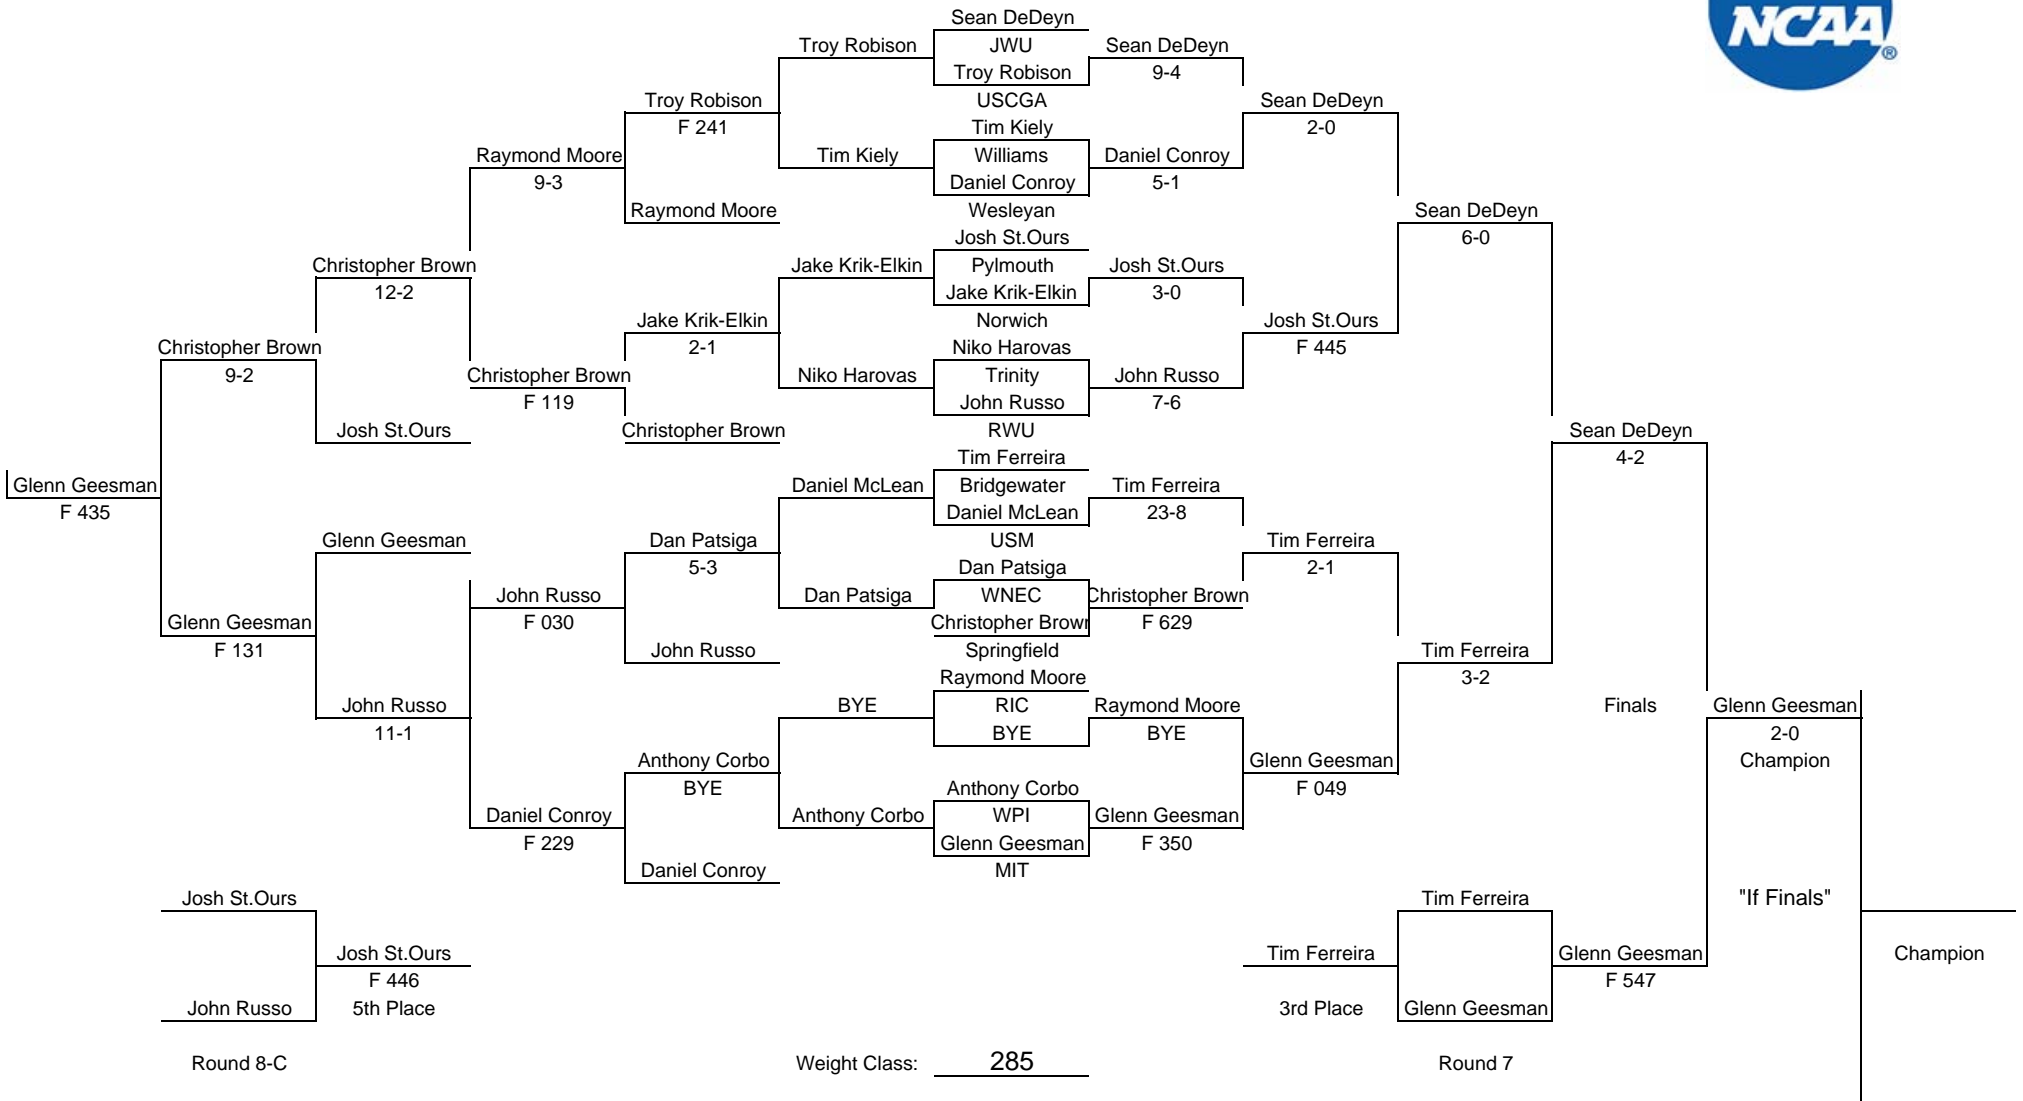 NCAA®
Sean DeDeyn
Troy Robison JWU Sean DeDeyn
Troy Robison 9-4
Troy Robison USCGA Sean DeDeyn
F 241 Tim Kiely 2-0
Raymond Moore Tim Kiely Williams Daniel Conroy
9-3 Daniel Conroy 5-1
Raymond Moore Wesleyan Sean DeDeyn
Josh St.Ours 6-0
Christopher Brown Jake Krik-Elkin Pylmouth Josh St.Ours
12-2 Jake Krik-Elkin 3-0
Jake Krik-Elkin Norwich Josh St.Ours
Christopher Brown 2-1 Niko Harovas F 445
9-2 Christopher Brown Niko Harovas Trinity John Russo
F 119 John Russo 7-6
Josh St.Ours Christopher Brown RWU Sean DeDeyn
Tim Ferreira 4-2
Glenn Geesman Daniel McLean Bridgewater Tim Ferreira
F 435 Daniel McLean 23-8
Glenn Geesman Dan Patsiga USM Tim Ferreira
5-3 Dan Patsiga 2-1
John Russo Dan Patsiga WNEC Christopher Brown
Glenn Geesman F 030 Christopher Brown F 629
F 131 John Russo Springfield Tim Ferreira
Raymond Moore 3-2
John Russo BYE RIC Raymond Moore Finals Glenn Geesman
11-1 BYE BYE 2-0
Anthony Corbo Glenn Geesman Champion
BYE Anthony Corbo F 049
Daniel Conroy Anthony Corbo WPI Glenn Geesman
F 229 Glenn Geesman F 350
Daniel Conroy MIT
Josh St.Ours Tim Ferreira "If Finals"
Josh St.Ours Tim Ferreira Glenn Geesman Champion
F 446 F 547
John Russo 5th Place 3rd Place Glenn Geesman
Round 8-C Weight Class: 285 Round 7